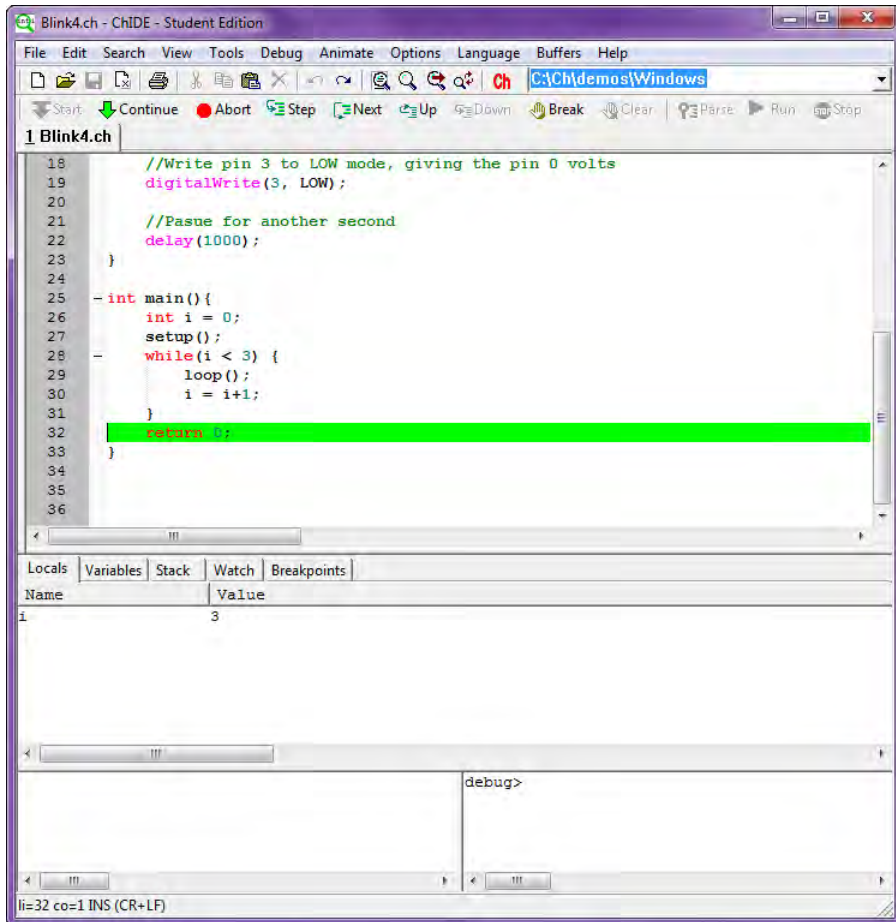 Blink4.ch - ChIDE - Student Edition
File Edit Search View Tools Debug Animate Options Language Buffers Help
Ch C:\Ch\demos\Windows
Start Continue Abort Step Next Up Down Break Clear Parse Run Stop
1 Blink4.ch
18 //Write pin 3 to LOW mode, giving the pin 0 volts
19 digitalWrite(3, LOW);
20
21 //Pasue for another second
22 delay(1000);
23 }
24
25 int main(){
26 int i = 0;
27 setup();
28 while(i < 3) {
29 loop();
30 i = i+1;
31 }
32 return 0;
33 }
34
35
36
Locals Variables Stack Watch Breakpoints
Name Value
i 3
debug>
li=32 co=1 INS (CR+LF)